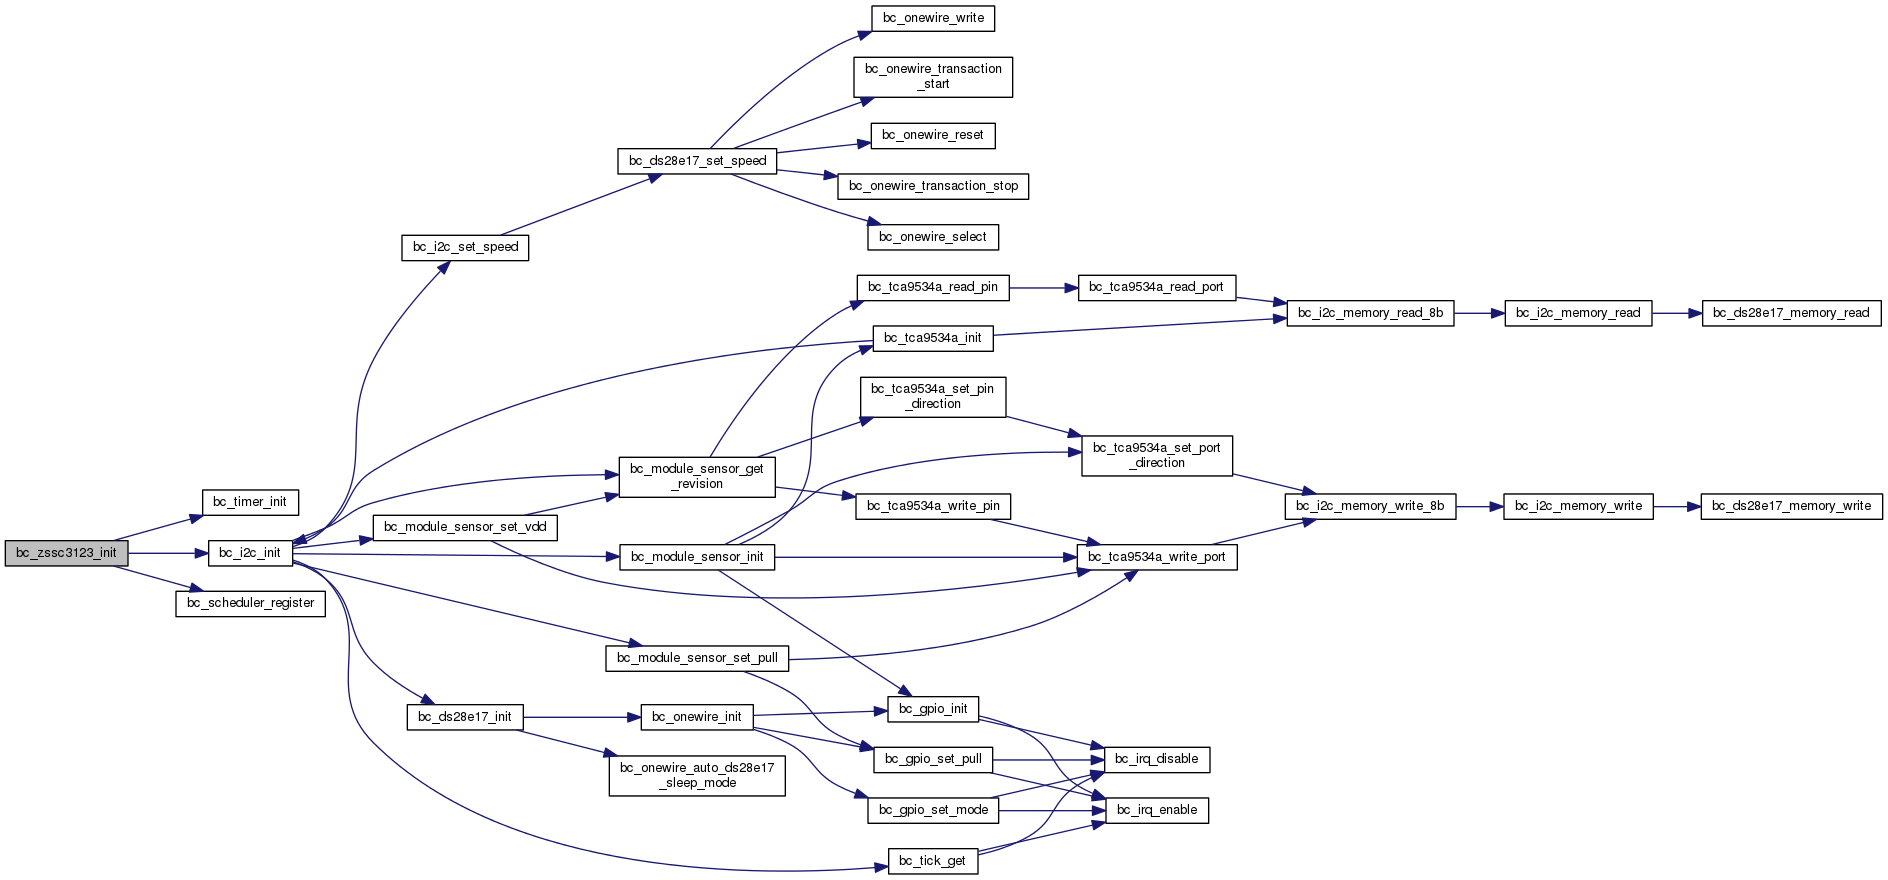 bc_zssc3123_init
bc_timer_init
bc_i2c_init
bc_scheduler_register
bc_i2c_set_speed
bc_module_sensor_set_vdd
bc_ds28e17_init
bc_ds28e17_set_speed
bc_module_sensor_get
_revision
bc_module_sensor_init
bc_module_sensor_set_pull
bc_onewire_init
bc_onewire_auto_ds28e17
_sleep_mode
bc_onewire_write
bc_onewire_transaction
_start
bc_onewire_reset
bc_onewire_transaction_stop
bc_onewire_select
bc_tca9534a_read_pin
bc_tca9534a_init
bc_tca9534a_set_pin
_direction
bc_tca9534a_write_pin
bc_gpio_init
bc_gpio_set_pull
bc_gpio_set_mode
bc_tick_get
bc_tca9534a_read_port
bc_tca9534a_set_port
_direction
bc_tca9534a_write_port
bc_irq_disable
bc_irq_enable
bc_i2c_memory_read_8b
bc_i2c_memory_write_8b
bc_i2c_memory_read
bc_i2c_memory_write
bc_ds28e17_memory_read
bc_ds28e17_memory_write